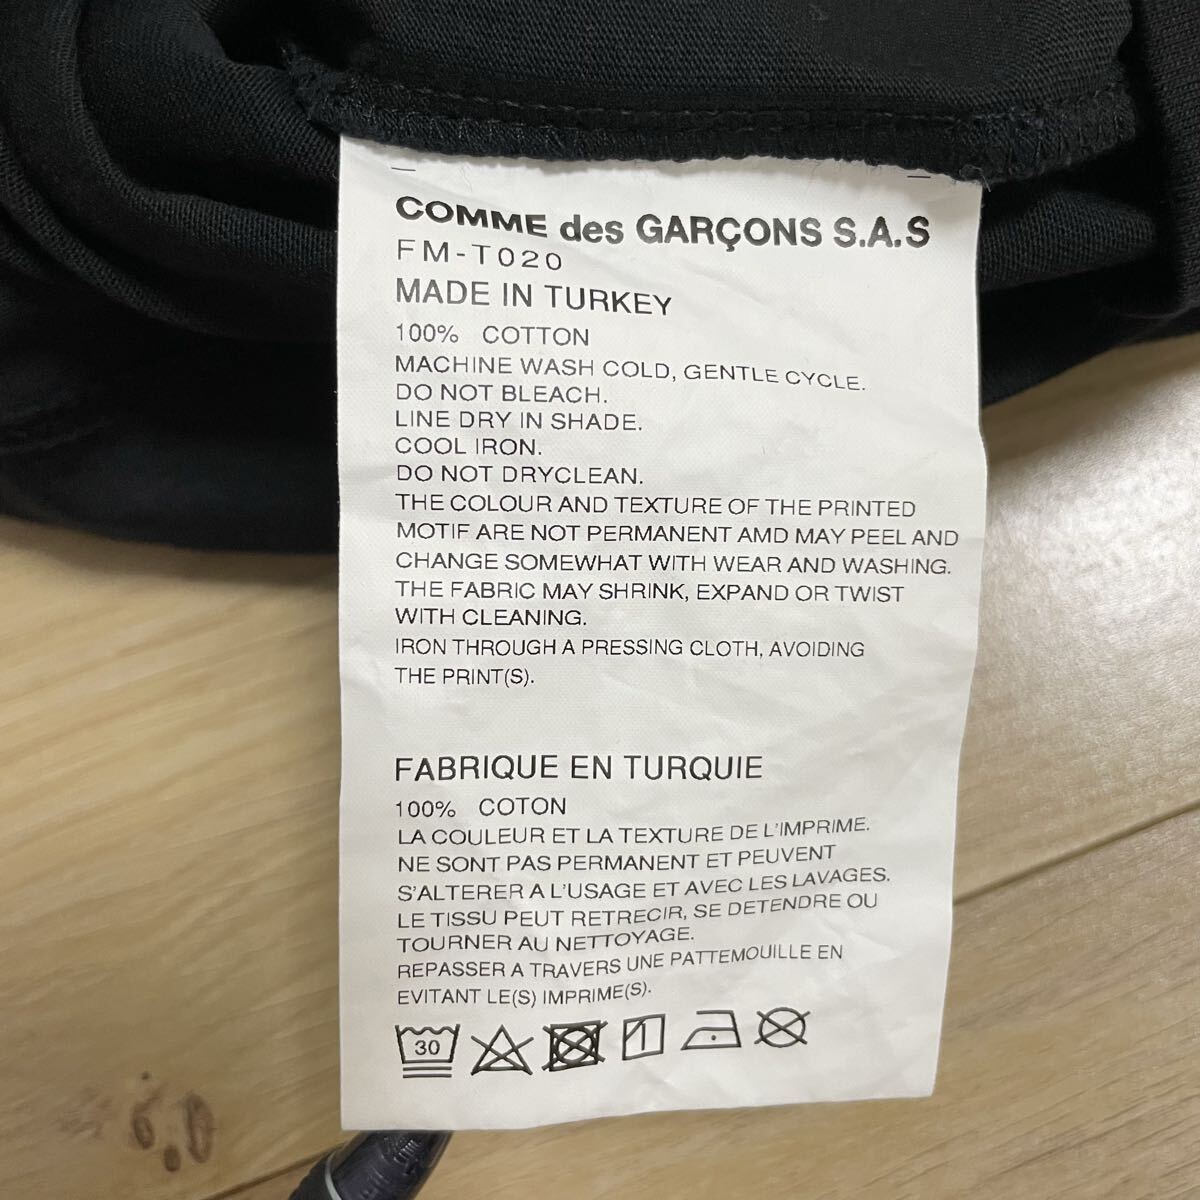 COMME des GARÇONS S.A.S
FM-T020
MADE IN TURKEY
100% COTTON
MACHINE WASH COLD, GENTLE CYCLE.
DO NOT BLEACH.
LINE DRY IN SHADE.
COOL IRON.
DO NOT DRYCLEAN.
THE COLOUR AND TEXTURE OF THE PRINTED
MOTIF ARE NOT PERMANENT AMD MAY PEEL AND
CHANGE SOMEWHAT WITH WEAR AND WASHING.
THE FABRIC MAY SHRINK, EXPAND OR TWIST
WITH CLEANING.
IRON THROUGH A PRESSING CLOTH, AVOIDING
THE PRINT(S).
FABRIQUE EN TURQUIE
100% COTON
LA COULEUR ET LA TEXTURE DE L'IMPRIME.
NE SONT PAS PERMANENT ET PEUVENT
S'ALTERER A L'USAGE ET AVEC LES LAVAGES.
LE TISSU PEUT RETRECIR, SE DETENDRE OU
TOURNER AU NETTOYAGE.
REPASSER A TRAVERS UNE PATTEMOUILLE EN
EVITANT LE(S) IMPRIME(S).
30